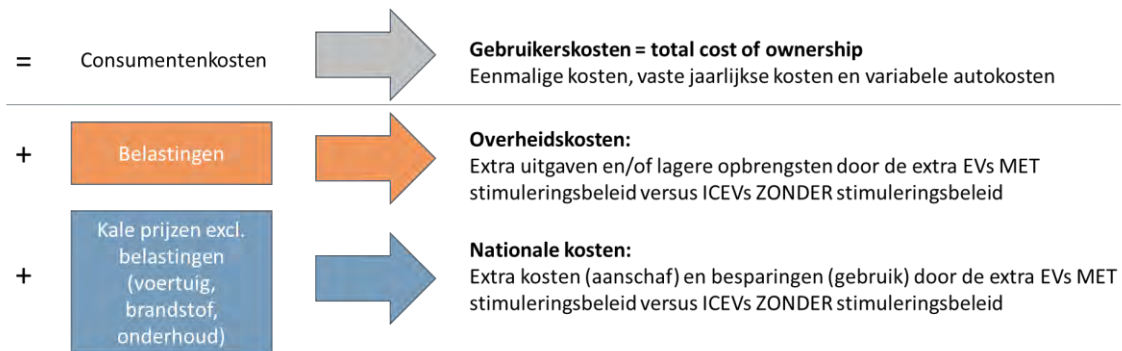 = Consumentenkosten
Gebruikerskosten = total cost of ownership
Eenmalige kosten, vaste jaarlijkse kosten en variabele autokosten
+ Belastingen
Overheidskosten:
Extra uitgaven en/of lagere opbrengsten door de extra EVs MET
stimuleringsbeleid versus ICEVs ZONDER stimuleringsbeleid
+
Kale prijzen excl.
belastingen
(voertuig,
brandstof,
onderhoud)
Nationale kosten:
Extra kosten (aanschaf) en besparingen (gebruik) door de extra EVs MET
stimuleringsbeleid versus ICEVs ZONDER stimuleringsbeleid